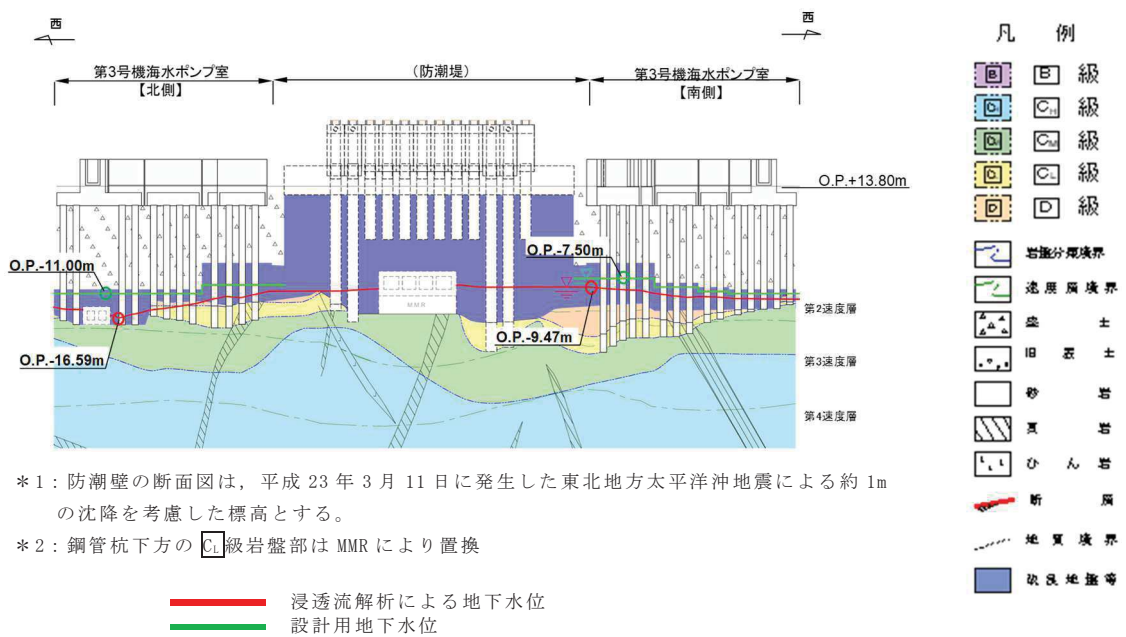 西
西
第3号機海水ポンプ室
【北側】
(防潮堤)
第3号機海水ポンプ室
【南側】
O.P.+13.80m
O.P.-11.00m
O.P.-7.50m
O.P.-16.59m
O.P.-9.47m
MMR
第2速度層
第3速度層
第4速度層
凡 例
B B 級
CH 級
CM 級
CL 級
D D 級
岩盤分類境界
速度層境界
盛 土
旧 表 土
砂 岩
頁 岩
ひ ん 岩
断 層
地 質 境 界
改良地盤等
*1:防潮壁の断面図は,平成 23 年 3 月 11 日に発生した東北地方太平洋沖地震による約 1m
の沈降を考慮した標高とする。
*2:鋼管杭下方の CL 級岩盤部は MMR により置換
浸透流解析による地下水位
設計用地下水位